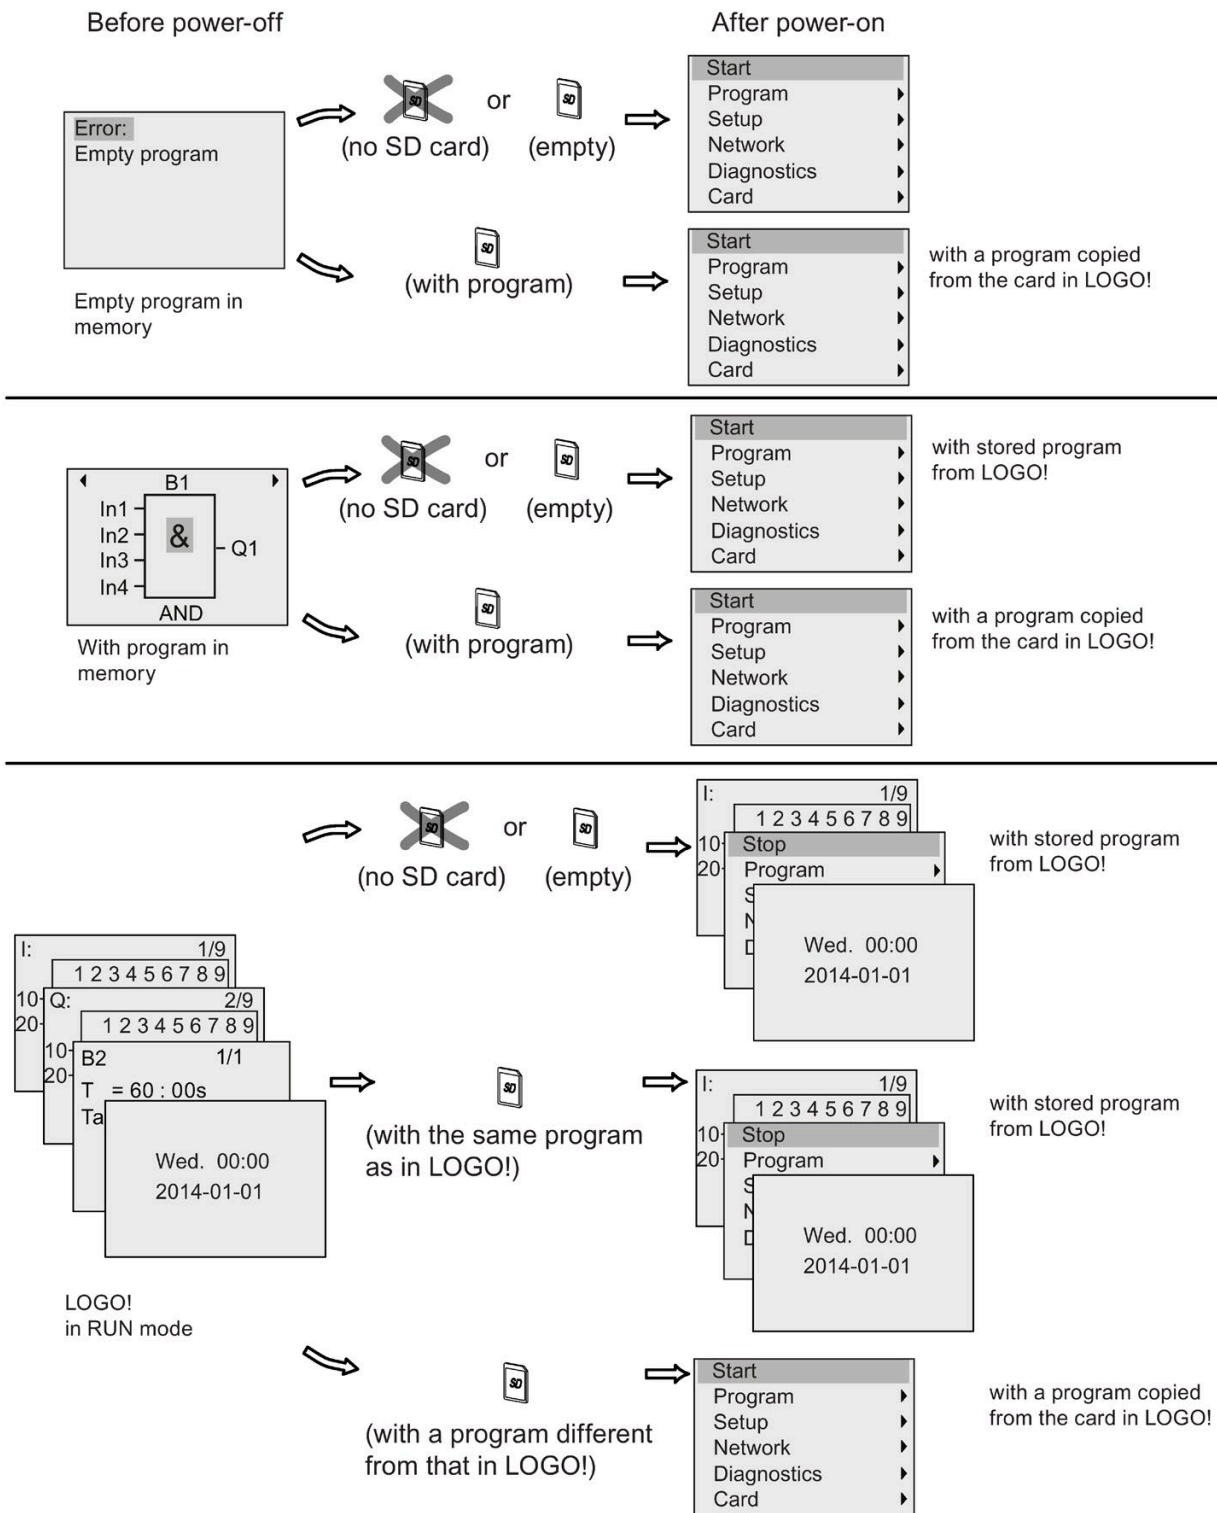 Before power-off
After power-on
Error:
Empty program
Empty program in
memory
SD
or
SD
(no SD card)
(empty)
Start
Program
Setup
Network
Diagnostics
Card
SD
(with program)
Start
Program
Setup
Network
Diagnostics
Card
with a program copied
from the card in LOGO!
B1
In1
In2
In3
In4
&
Q1
AND
With program in
memory
SD
or
SD
(no SD card)
(empty)
Start
Program
Setup
Network
Diagnostics
Card
with stored program
from LOGO!
SD
(with program)
Start
Program
Setup
Network
Diagnostics
Card
with a program copied
from the card in LOGO!
I: 1/9
1 2 3 4 5 6 7 8 9
10
20
Q: 2/9
1 2 3 4 5 6 7 8 9
10
20
B2 1/1
T = 60 : 00s
Ta
Wed. 00:00
2014-01-01
LOGO!
in RUN mode
SD
or
SD
(no SD card)
(empty)
I: 1/9
1 2 3 4 5 6 7 8 9
10
20
Stop
Program
S
N
D
Wed. 00:00
2014-01-01
with stored program
from LOGO!
SD
(with the same program
as in LOGO!)
I: 1/9
1 2 3 4 5 6 7 8 9
10
20
Stop
Program
S
N
D
Wed. 00:00
2014-01-01
with stored program
from LOGO!
SD
(with a program different
from that in LOGO!)
Start
Program
Setup
Network
Diagnostics
Card
with a program copied
from the card in LOGO!